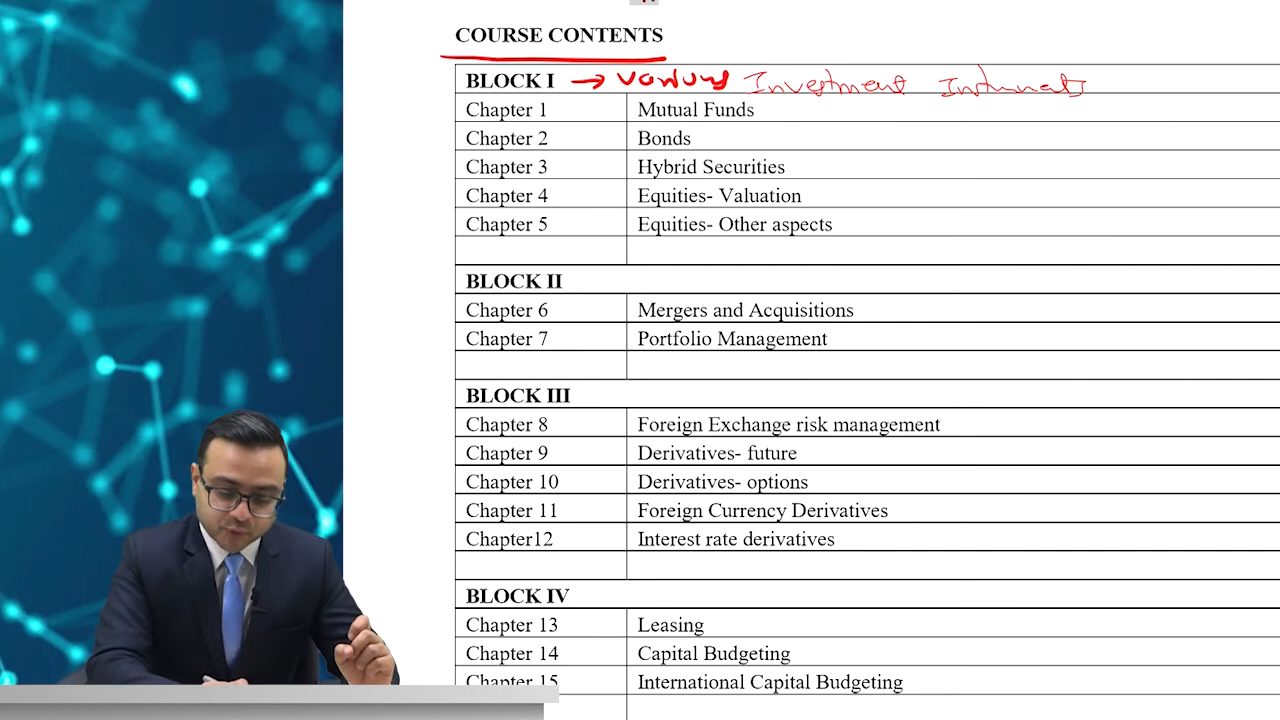 COURSE CONTENTS
BLOCK I → various Investment Instruments
Chapter 1 Mutual Funds
Chapter 2 Bonds
Chapter 3 Hybrid Securities
Chapter 4 Equities- Valuation
Chapter 5 Equities- Other aspects
BLOCK II
Chapter 6 Mergers and Acquisitions
Chapter 7 Portfolio Management
BLOCK III
Chapter 8 Foreign Exchange risk management
Chapter 9 Derivatives- future
Chapter 10 Derivatives- options
Chapter 11 Foreign Currency Derivatives
Chapter12 Interest rate derivatives
BLOCK IV
Chapter 13 Leasing
Chapter 14 Capital Budgeting
Chapter 15 International Capital Budgeting